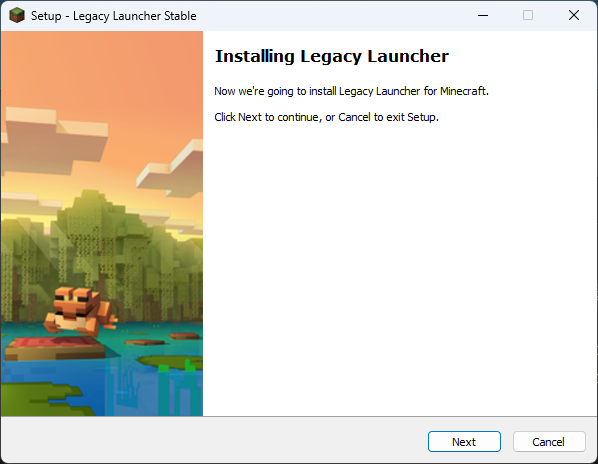 Setup - Legacy Launcher Stable
Installing Legacy Launcher
Now we're going to install Legacy Launcher for Minecraft.
Click Next to continue, or Cancel to exit Setup.
Next
Cancel